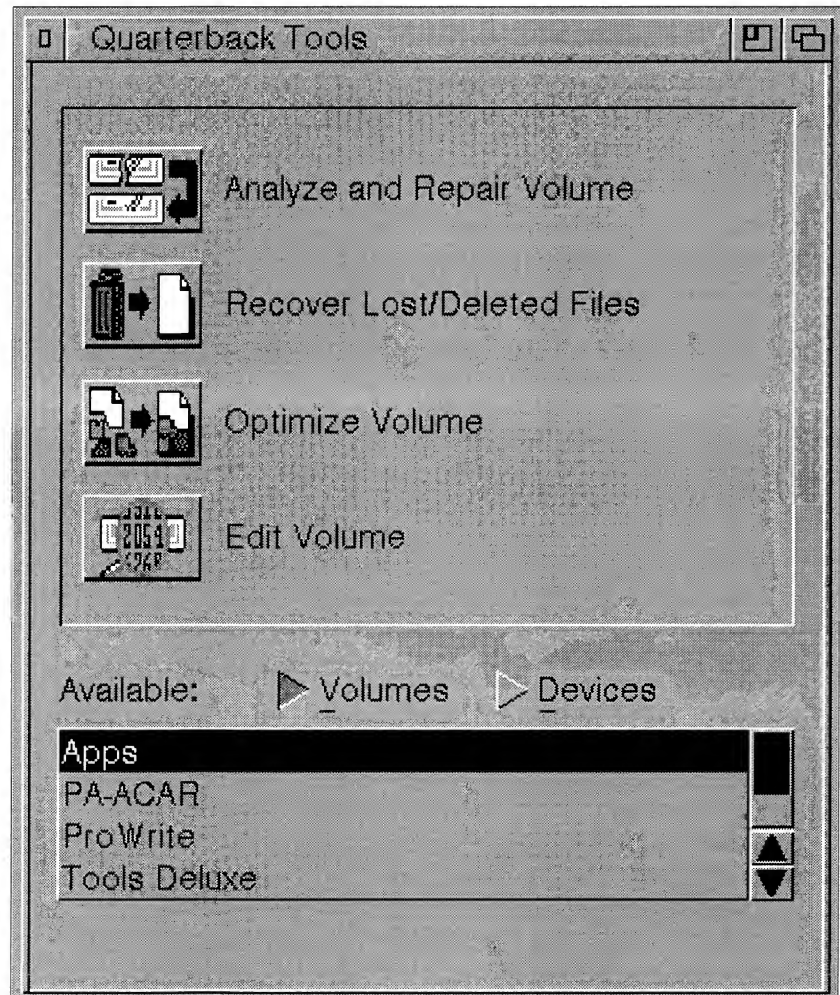 Quarterback Tools
Analyze and Repair Volume
Recover Lost/Deleted Files
Optimize Volume
2054
Edit Volume
Available: Volumes Devices
Apps
PA-ACAR
ProWrite
Tools Deluxe